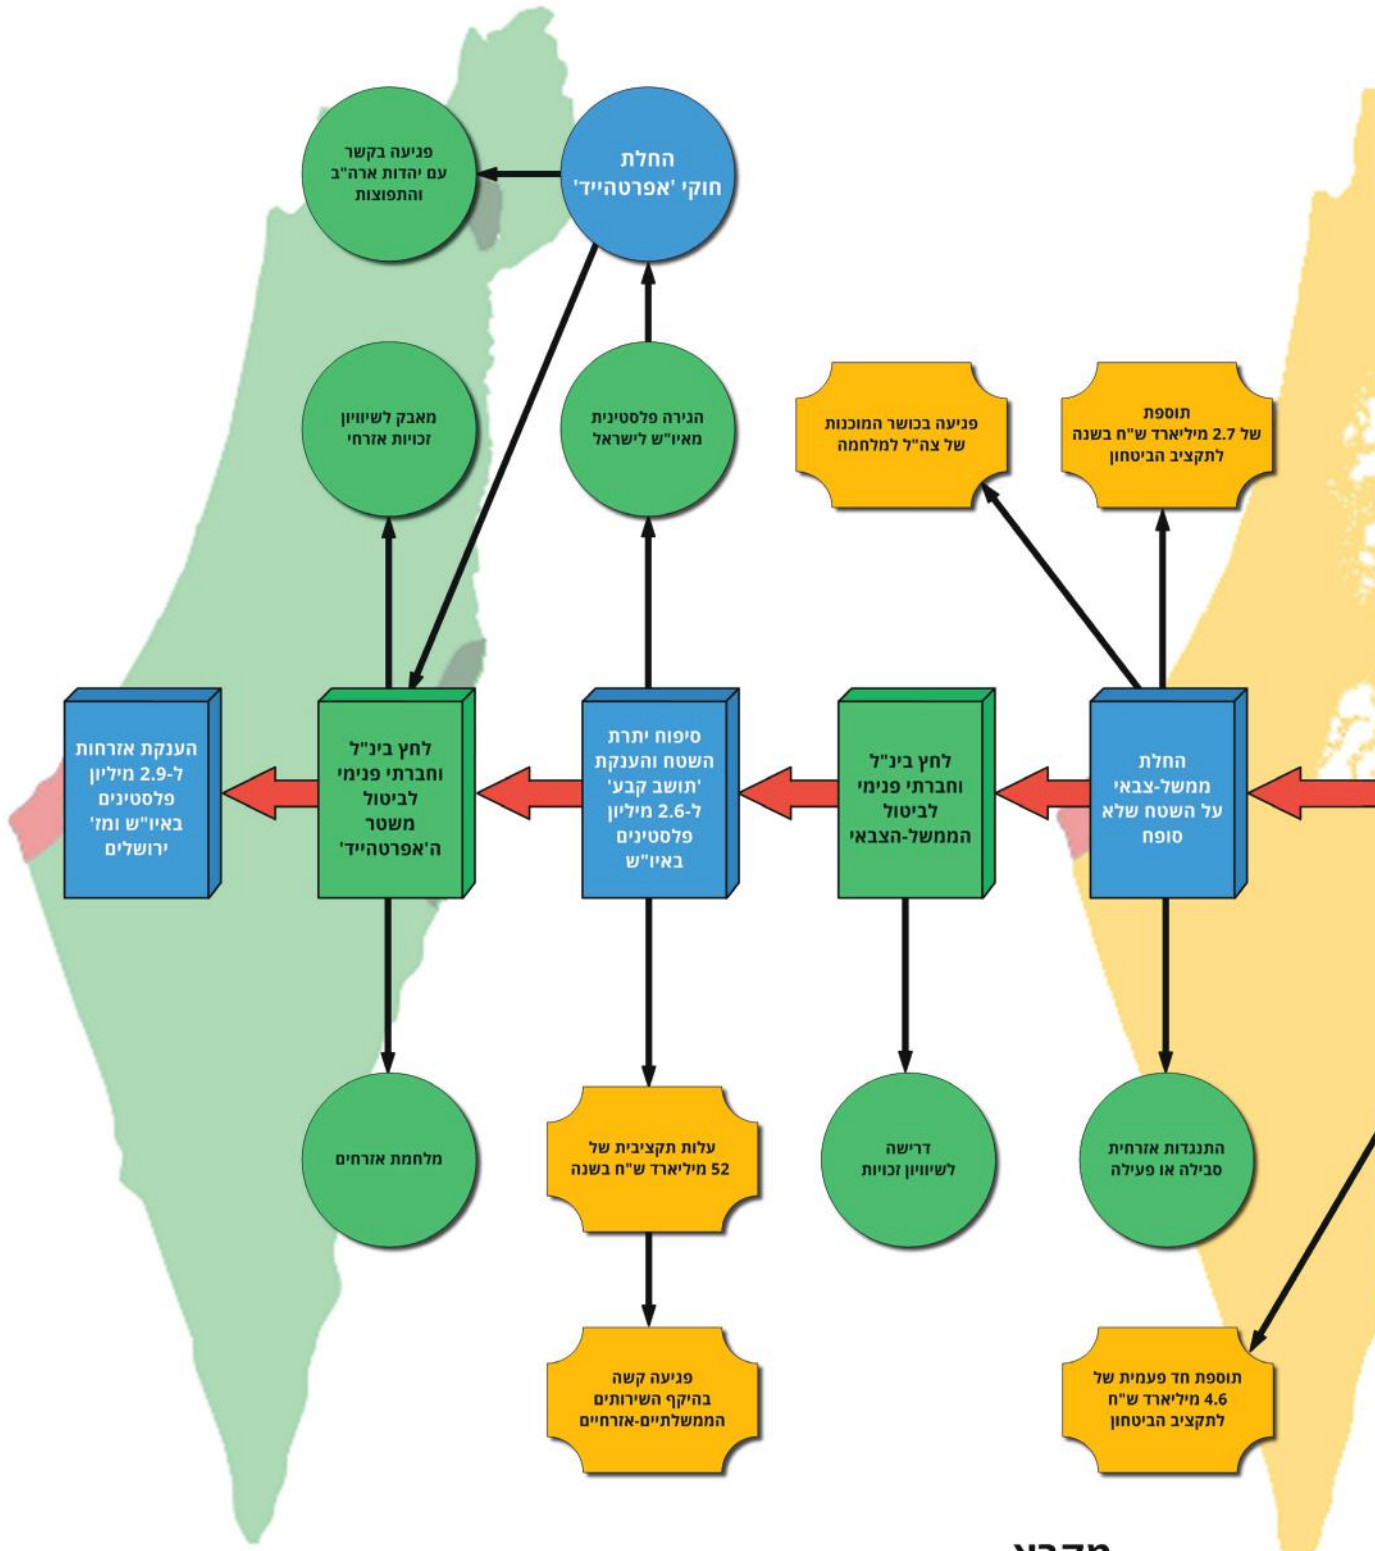 החלת
חוקי 'אפרטהייד'
פגיעה בקשר
עם יהדות ארה"ב
והתפוצות
תוספת
של 2.7 מיליארד ש"ח בשנה
לתקציב הביטחון
פגיעה בכושר המוכנות
של צה"ל למלחמה
הגירה פלסטינית
מאיו"ש לישראל
מאבק לשיוויון
זכויות אזרחי
החלת
ממשל-צבאי
על השטח שלא
סופח
לחץ בינ"ל
וחברתי פנימי
לביטול
הממשל-הצבאי
סיפוח יתרת
השטח והענקת
'תושב קבע'
ל-2.6 מיליון
פלסטינים
באיו"ש
לחץ בינ"ל
וחברתי פנימי
לביטול
משטר
ה'אפרטהייד'
הענקת אזרחות
ל-2.9 מיליון
פלסטינים
באיו"ש ומז'
ירושלים
התנגדות אזרחית
סבילה או פעילה
דרישה
לשיוויון זכויות
עלות תקציבית של
52 מיליארד ש"ח בשנה
מלחמת אזרחים
תוספת חד פעמית של
4.6 מיליארד ש"ח
לתקציב הביטחון
פגיעה קשה
בהיקף השירותים
הממשלתיים-אזרחיים